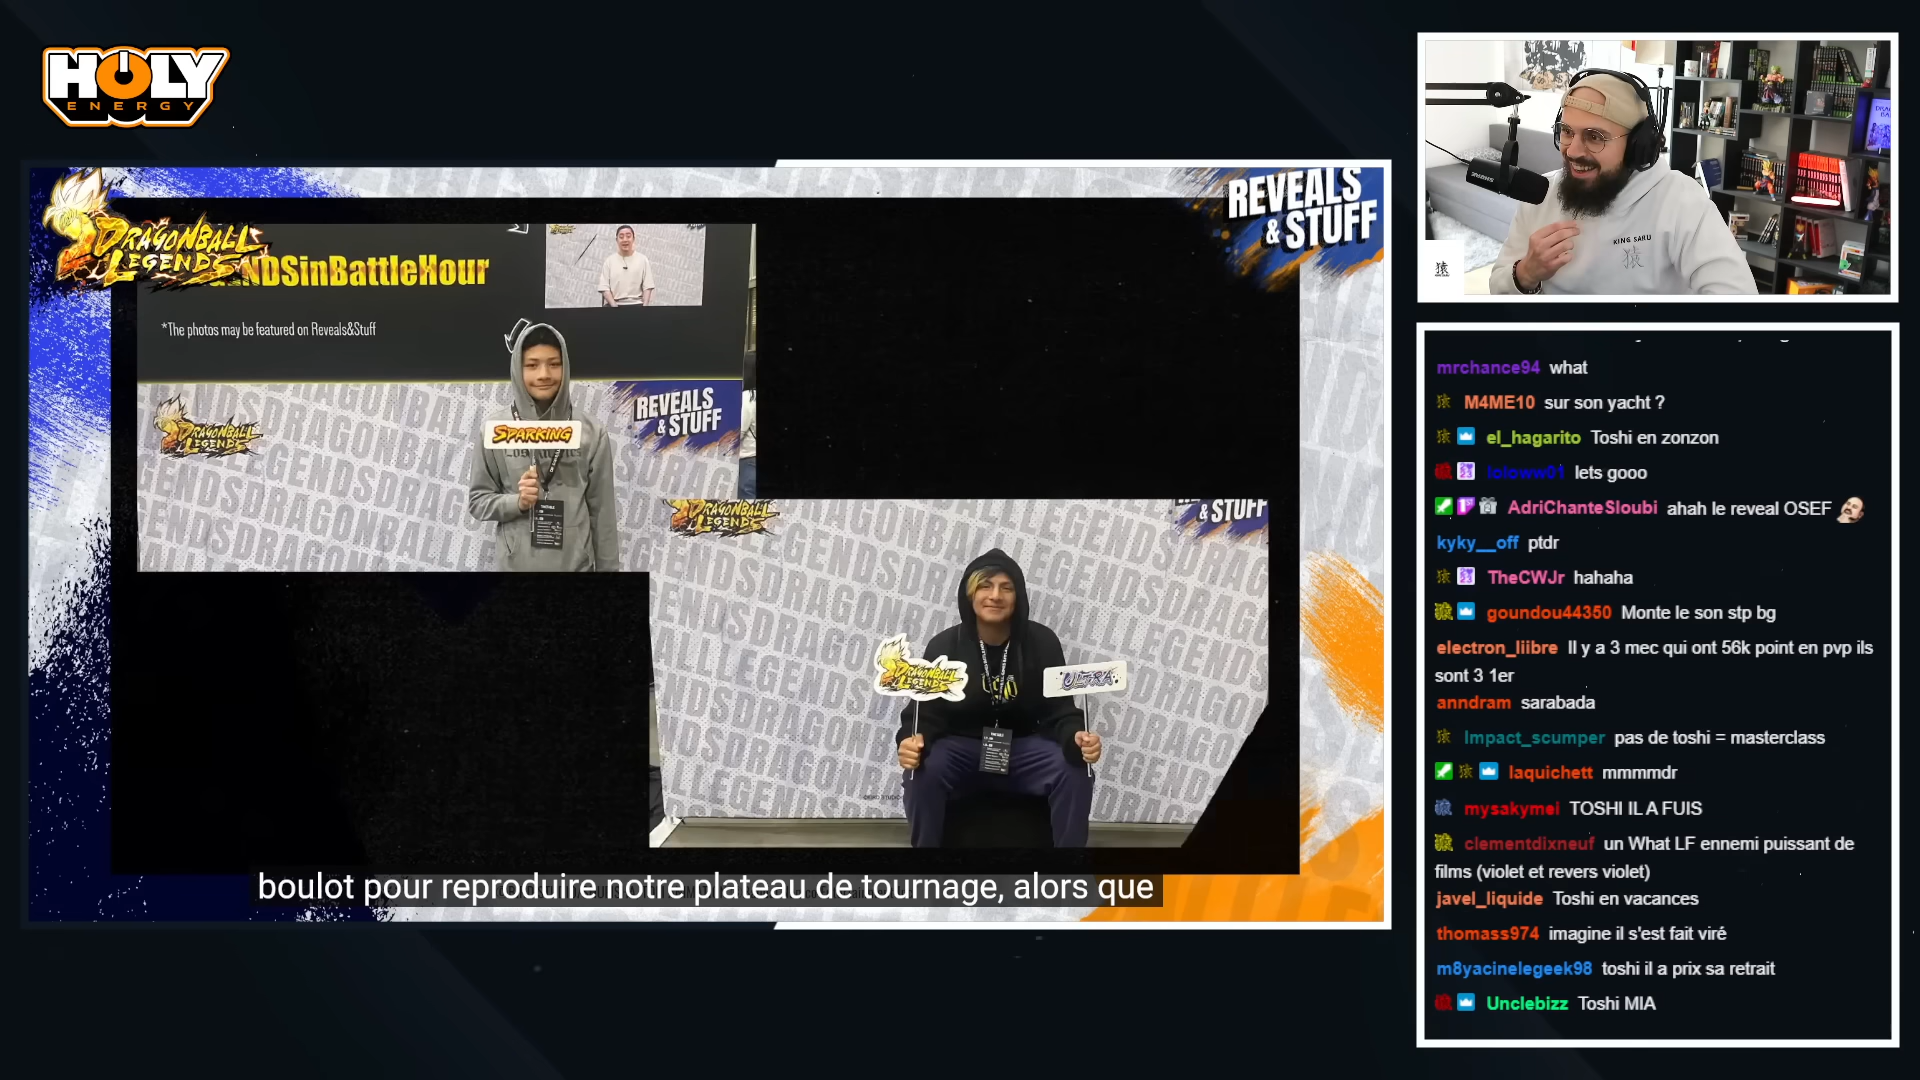 HOLY
ENERGY
DRAGONBALL
LEGENDS
NDSinBattleHour
*The photos may be featured on Reveals&Stuff
REVEALS
& STUFF
DRAGONBALL
LEGENDS
SPARKING
REVEALS
& STUFF
DRAGONBALL
LEGENDS
& STUFF
DRAGONBALL
LEGENDS
ULTRA
boulot pour reproduire notre plateau de tournage, alors que
KING SARU
猿
猿
mrchance94 what
M4ME10 sur son yacht ?
el_hagarito Toshi en zonzon
loloww01 lets gooo
AdriChanteSloubi ahah le reveal OSEF
kyky__off ptdr
TheCWJr hahaha
goundou44350 Monte le son stp bg
electron_liibre Il y a 3 mec qui ont 56k point en pvp ils
sont 3 1er
anndram sarabada
Impact_scumper pas de toshi = masterclass
laquichett mmmmdr
mysakymei TOSHI IL A FUIS
clementdixneuf un What LF ennemi puissant de
films (violet et revers violet)
javel_liquide Toshi en vacances
thomass974 imagine il s'est fait viré
m8yacinelegeek98 toshi il a prix sa retrait
Unclebizz Toshi MIA